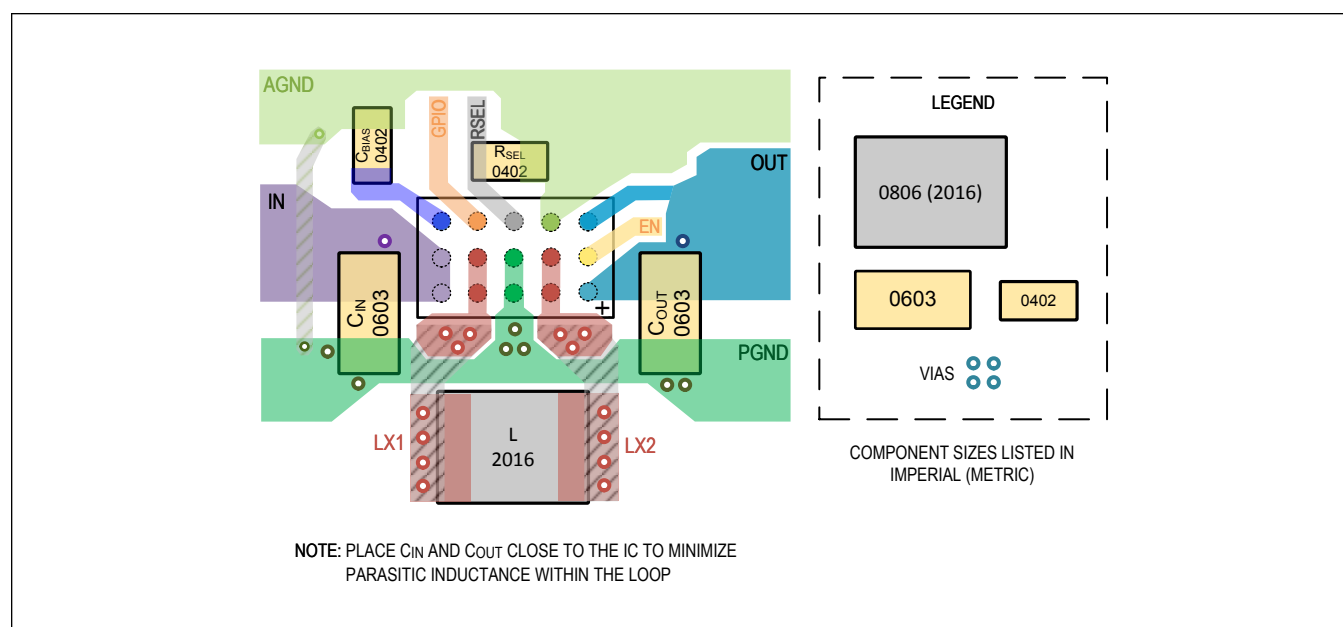 AGND
GPIO
RSEL
CBIAS
0402
RSEL
0402
IN
OUT
EN
CIN
0603
COUT
0603
+
PGND
LX1
L
2016
LX2
NOTE: PLACE CIN AND COUT CLOSE TO THE IC TO MINIMIZE
PARASITIC INDUCTANCE WITHIN THE LOOP
LEGEND
0806 (2016)
0603
0402
VIAS
COMPONENT SIZES LISTED IN
IMPERIAL (METRIC)